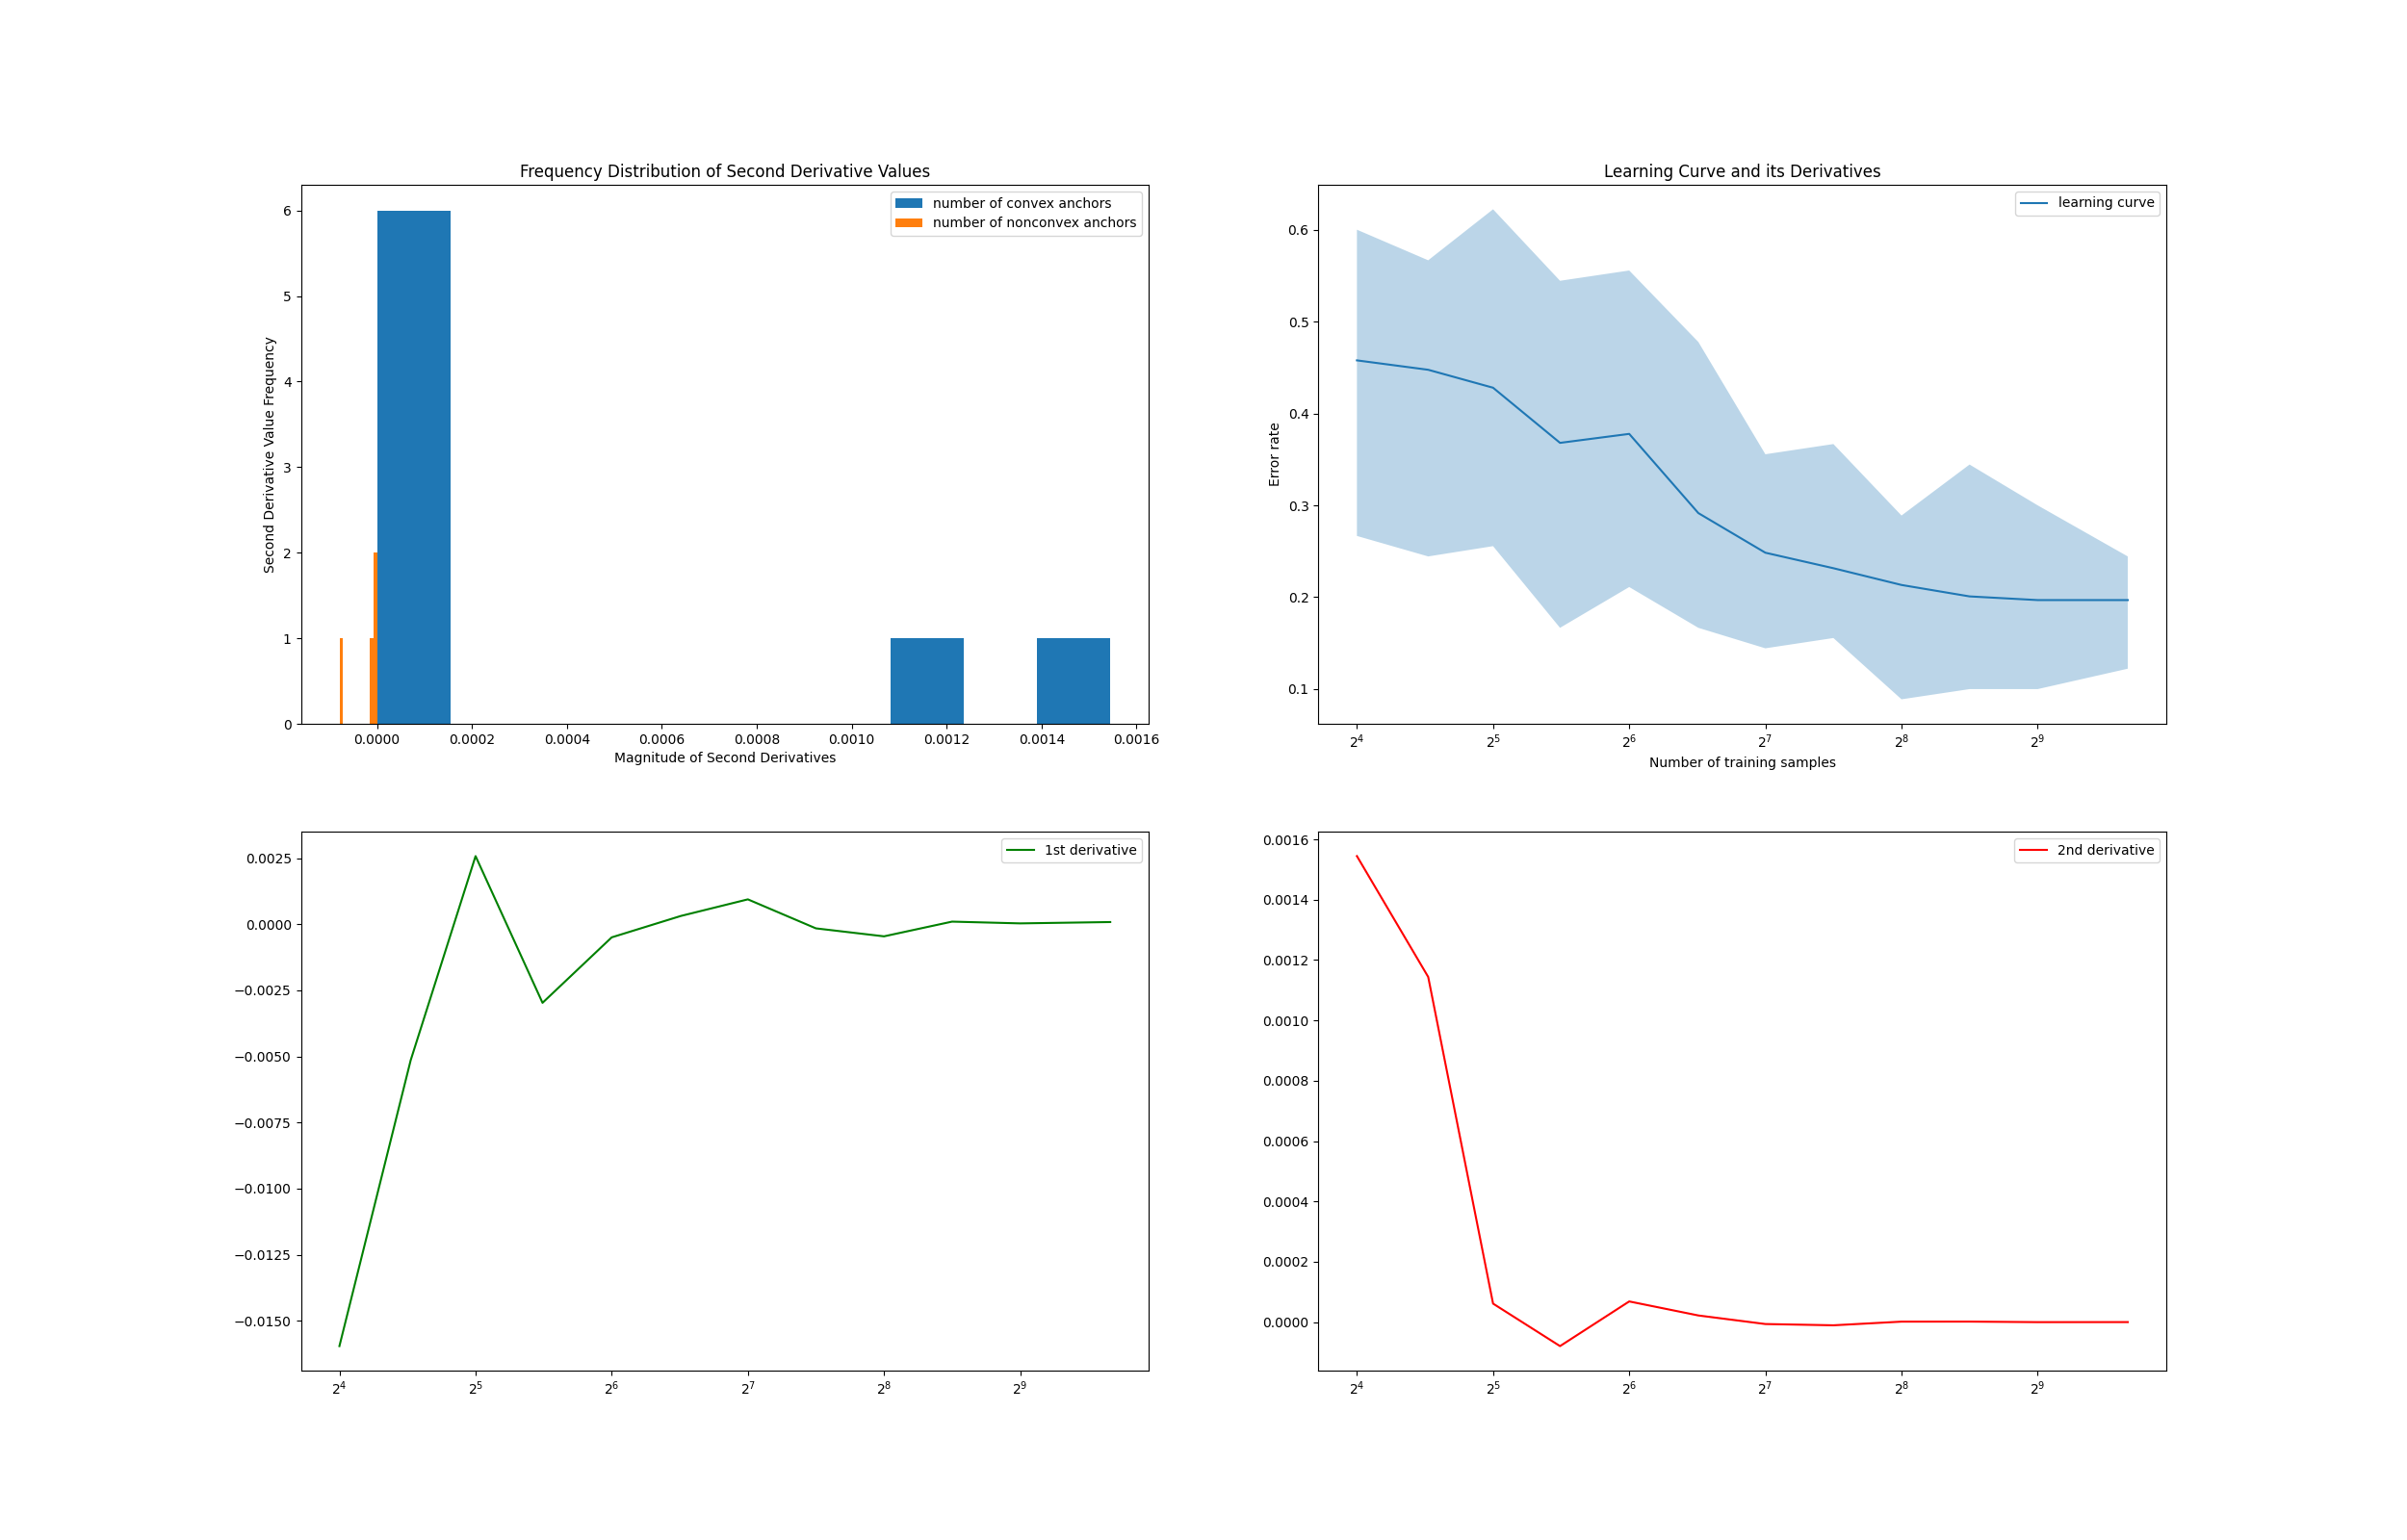 Frequency Distribution of Second Derivative Values
number of convex anchors
number of nonconvex anchors
6
5
4
3
2
1
0
Second Derivative Value Frequency
0.0000 0.0002 0.0004 0.0006 0.0008 0.0010 0.0012 0.0014 0.0016
Magnitude of Second Derivatives
Learning Curve and its Derivatives
learning curve
0.6
0.5
0.4
0.3
0.2
0.1
Error rate
2⁴ 2⁵ 2⁶ 2⁷ 2⁸ 2⁹
Number of training samples
1st derivative
0.0025
0.0000
−0.0025
−0.0050
−0.0075
−0.0100
−0.0125
−0.0150
2⁴ 2⁵ 2⁶ 2⁷ 2⁸ 2⁹
2nd derivative
0.0016
0.0014
0.0012
0.0010
0.0008
0.0006
0.0004
0.0002
0.0000
2⁴ 2⁵ 2⁶ 2⁷ 2⁸ 2⁹